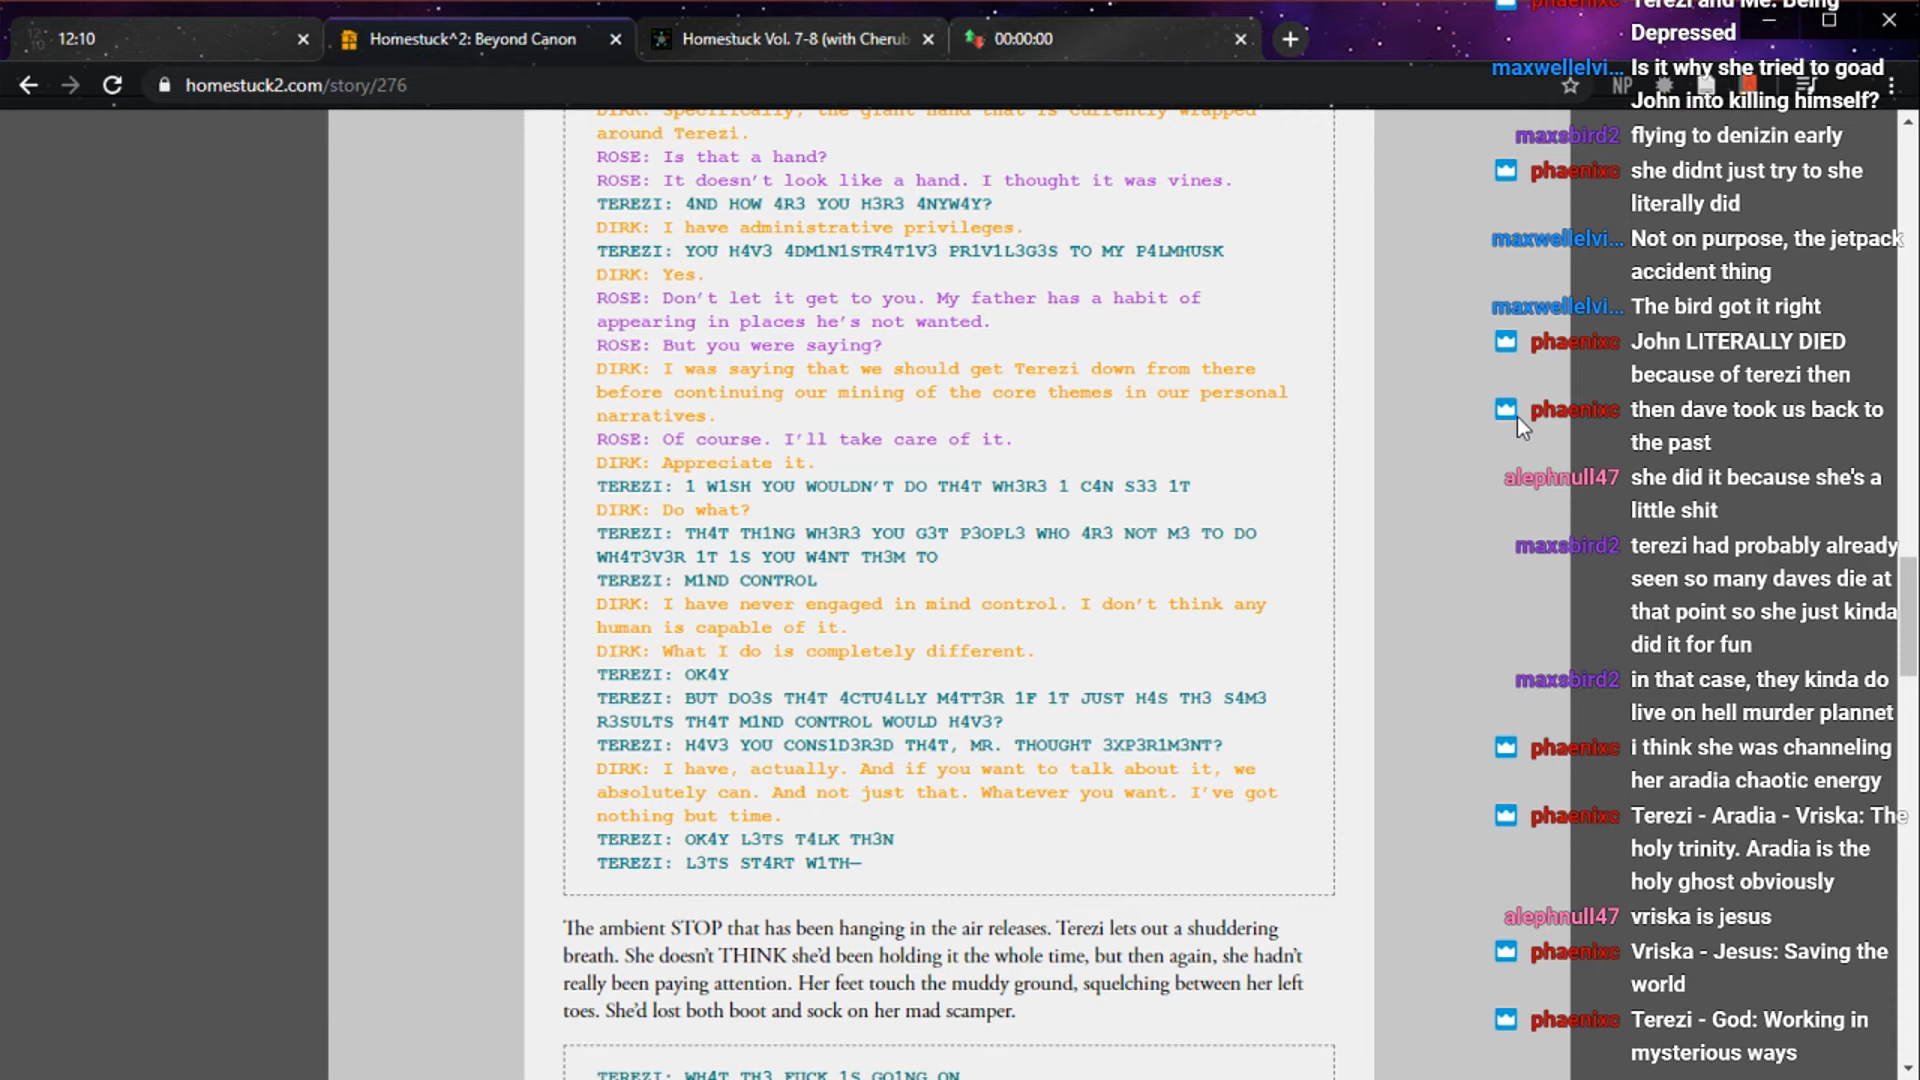 12:10
Homestuck^2: Beyond Canon
Homestuck Vol. 7-8 (with Cherub
00:00:00
homestuck2.com/story/276
NP
DIRK: Specifically, the giant hand that is currently wrapped
around Terezi.
ROSE: Is that a hand?
ROSE: It doesn't look like a hand. I thought it was vines.
TEREZI: 4ND HOW 4R3 YOU H3R3 4NYW4Y?
DIRK: I have administrative privileges.
TEREZI: YOU H4V3 4DM1N1STR4T1V3 PR1V1L3G3S TO MY P4LMHUSK
DIRK: Yes.
ROSE: Don't let it get to you. My father has a habit of
appearing in places he's not wanted.
ROSE: But you were saying?
DIRK: I was saying that we should get Terezi down from there
before continuing our mining of the core themes in our personal
narratives.
ROSE: Of course. I'll take care of it.
DIRK: Appreciate it.
TEREZI: 1 W1SH YOU WOULDN'T DO TH4T WH3R3 1 C4N S33 1T
DIRK: Do what?
TEREZI: TH4T TH1NG WH3R3 YOU G3T P3OPL3 WHO 4R3 NOT M3 TO DO
WH4T3V3R 1T 1S YOU W4NT TH3M TO
TEREZI: M1ND CONTROL
DIRK: I have never engaged in mind control. I don't think any
human is capable of it.
DIRK: What I do is completely different.
TEREZI: OK4Y
TEREZI: BUT DO3S TH4T 4CTU4LLY M4TT3R 1F 1T JUST H4S TH3 S4M3
R3SULTS TH4T M1ND CONTROL WOULD H4V3?
TEREZI: H4V3 YOU CONS1D3R3D TH4T, MR. THOUGHT 3XP3R1M3NT?
DIRK: I have, actually. And if you want to talk about it, we
absolutely can. And not just that. Whatever you want. I've got
nothing but time.
TEREZI: OK4Y L3TS T4LK TH3N
TEREZI: L3TS ST4RT W1TH—
The ambient STOP that has been hanging in the air releases. Terezi lets out a shuddering
breath. She doesn't THINK she'd been holding it the whole time, but then again, she hadn't
really been paying attention. Her feet touch the muddy ground, squelching between her left
toes. She'd lost both boot and sock on her mad scamper.
TEREZI: WH4T TH3 FUCK 1S GO1NG ON
phaenixc Terezi and Me: Being
Depressed
maxwellelvi... Is it why she tried to goad
John into killing himself?
maxsbird2 flying to denizin early
phaenixc she didnt just try to she
literally did
maxwellelvi... Not on purpose, the jetpack
accident thing
maxwellelvi... The bird got it right
phaenixc John LITERALLY DIED
because of terezi then
phaenixc then dave took us back to
the past
alephnull47 she did it because she's a
little shit
maxsbird2 terezi had probably already
seen so many daves die at
that point so she just kinda
did it for fun
maxsbird2 in that case, they kinda do
live on hell murder plannet
phaenixc i think she was channeling
her aradia chaotic energy
phaenixc Terezi - Aradia - Vriska: The
holy trinity. Aradia is the
holy ghost obviously
alephnull47 vriska is jesus
phaenixc Vriska - Jesus: Saving the
world
phaenixc Terezi - God: Working in
mysterious ways